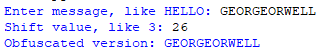 Enter message, like HELLO: GEORGEORWELL
Shift value, like 3: 26
Obfuscated version: GEORGEORWELL